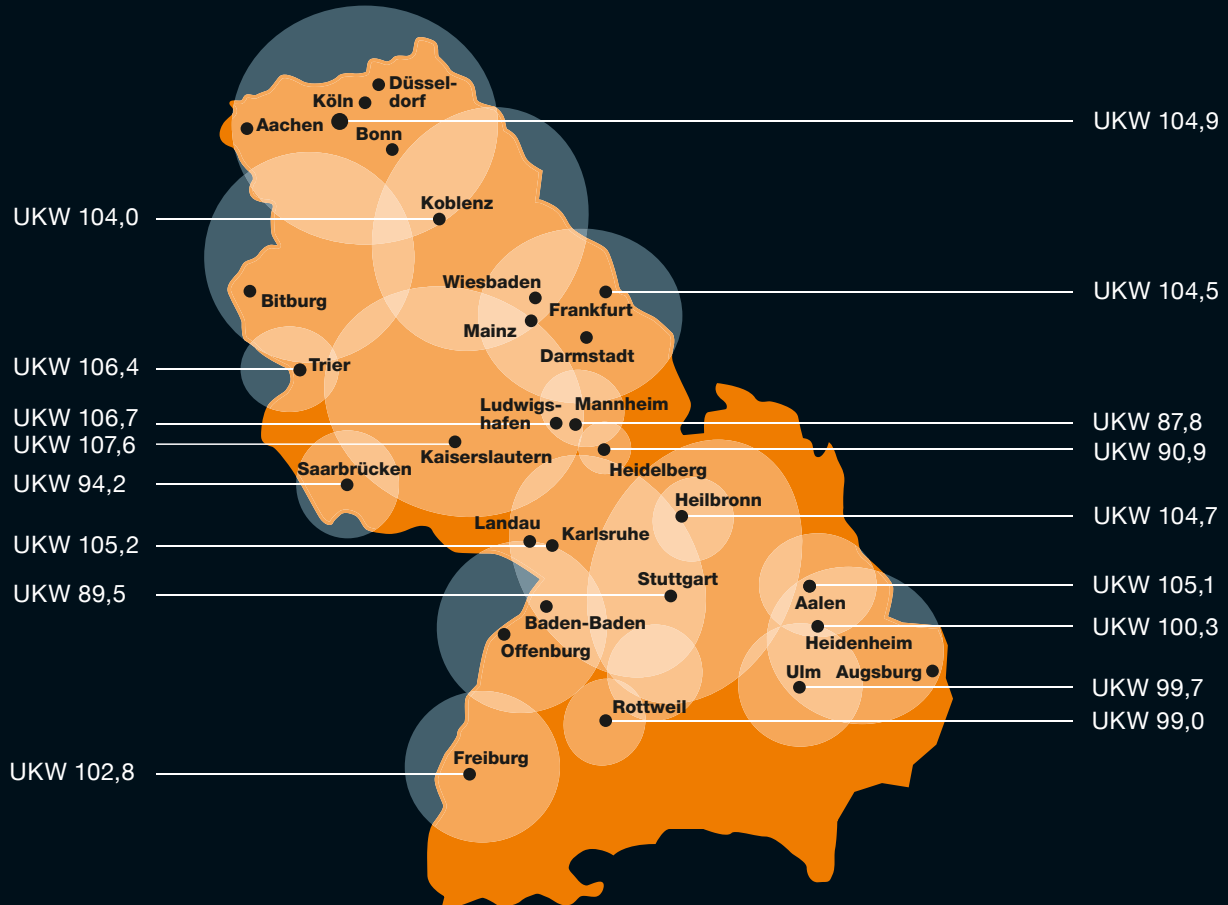 Düssel-
dorf
Köln
Aachen
Bonn
UKW 104,9
UKW 104,0
Koblenz
Wiesbaden
Bitburg
Frankfurt
UKW 104,5
Mainz
Darmstadt
UKW 106,4
Trier
Ludwigs-
hafen
Mannheim
UKW 106,7
UKW 87,8
UKW 107,6
Kaiserslautern
UKW 90,9
Saarbrücken
Heidelberg
UKW 94,2
Heilbronn
UKW 104,7
Landau
Karlsruhe
UKW 105,2
Stuttgart
UKW 105,1
UKW 89,5
Aalen
Baden-Baden
UKW 100,3
Heidenheim
Offenburg
Ulm
Augsburg
UKW 99,7
Rottweil
UKW 99,0
Freiburg
UKW 102,8